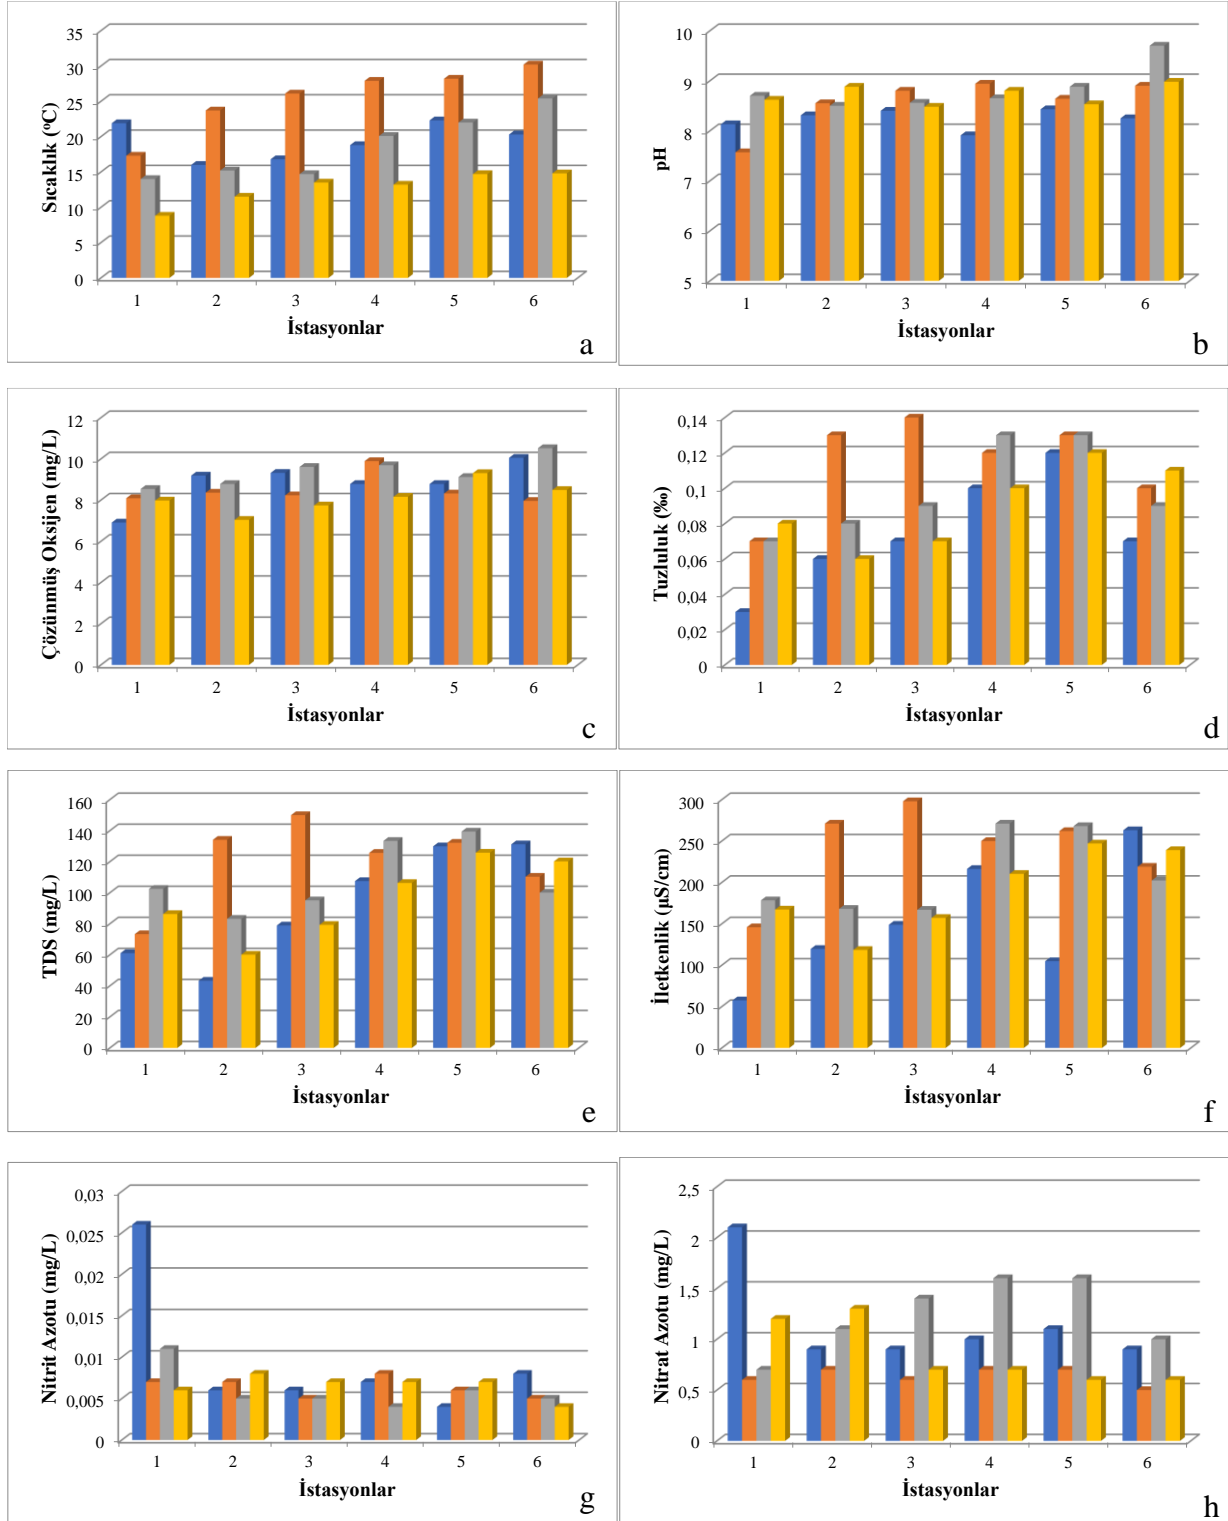 35
30
25
20
15
10
5
0
Sıcaklık (ºC)
1 2 3 4 5 6
İstasyonlar
a
10
9
8
7
6
5
pH
1 2 3 4 5 6
İstasyonlar
b
12
10
8
6
4
2
0
Çözünmüş Oksijen (mg/L)
1 2 3 4 5 6
İstasyonlar
c
0,14
0,12
0,1
0,08
0,06
0,04
0,02
0
Tuzluluk (‰)
1 2 3 4 5 6
İstasyonlar
d
160
140
120
100
80
60
40
20
0
TDS (mg/L)
1 2 3 4 5 6
İstasyonlar
e
300
250
200
150
100
50
0
İletkenlik (µS/cm)
1 2 3 4 5 6
İstasyonlar
f
0,03
0,025
0,02
0,015
0,01
0,005
0
Nitrit Azotu (mg/L)
1 2 3 4 5 6
İstasyonlar
g
2,5
2
1,5
1
0,5
0
Nitrat Azotu (mg/L)
1 2 3 4 5 6
İstasyonlar
h